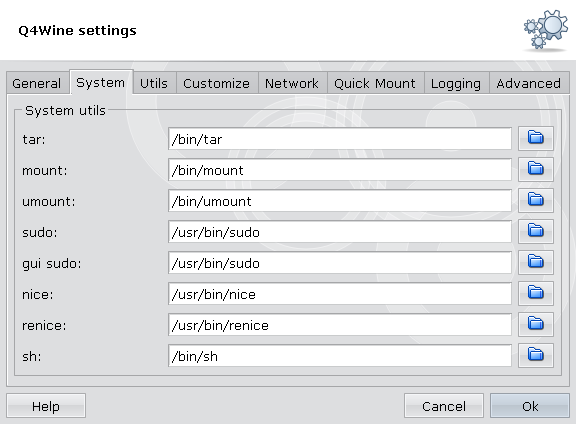 Q4Wine settings
General System Utils Customize Network Quick Mount Logging Advanced
System utils
tar: /bin/tar
mount: /bin/mount
umount: /bin/umount
sudo: /usr/bin/sudo
gui sudo: /usr/bin/sudo
nice: /usr/bin/nice
renice: /usr/bin/renice
sh: /bin/sh
Help Cancel Ok